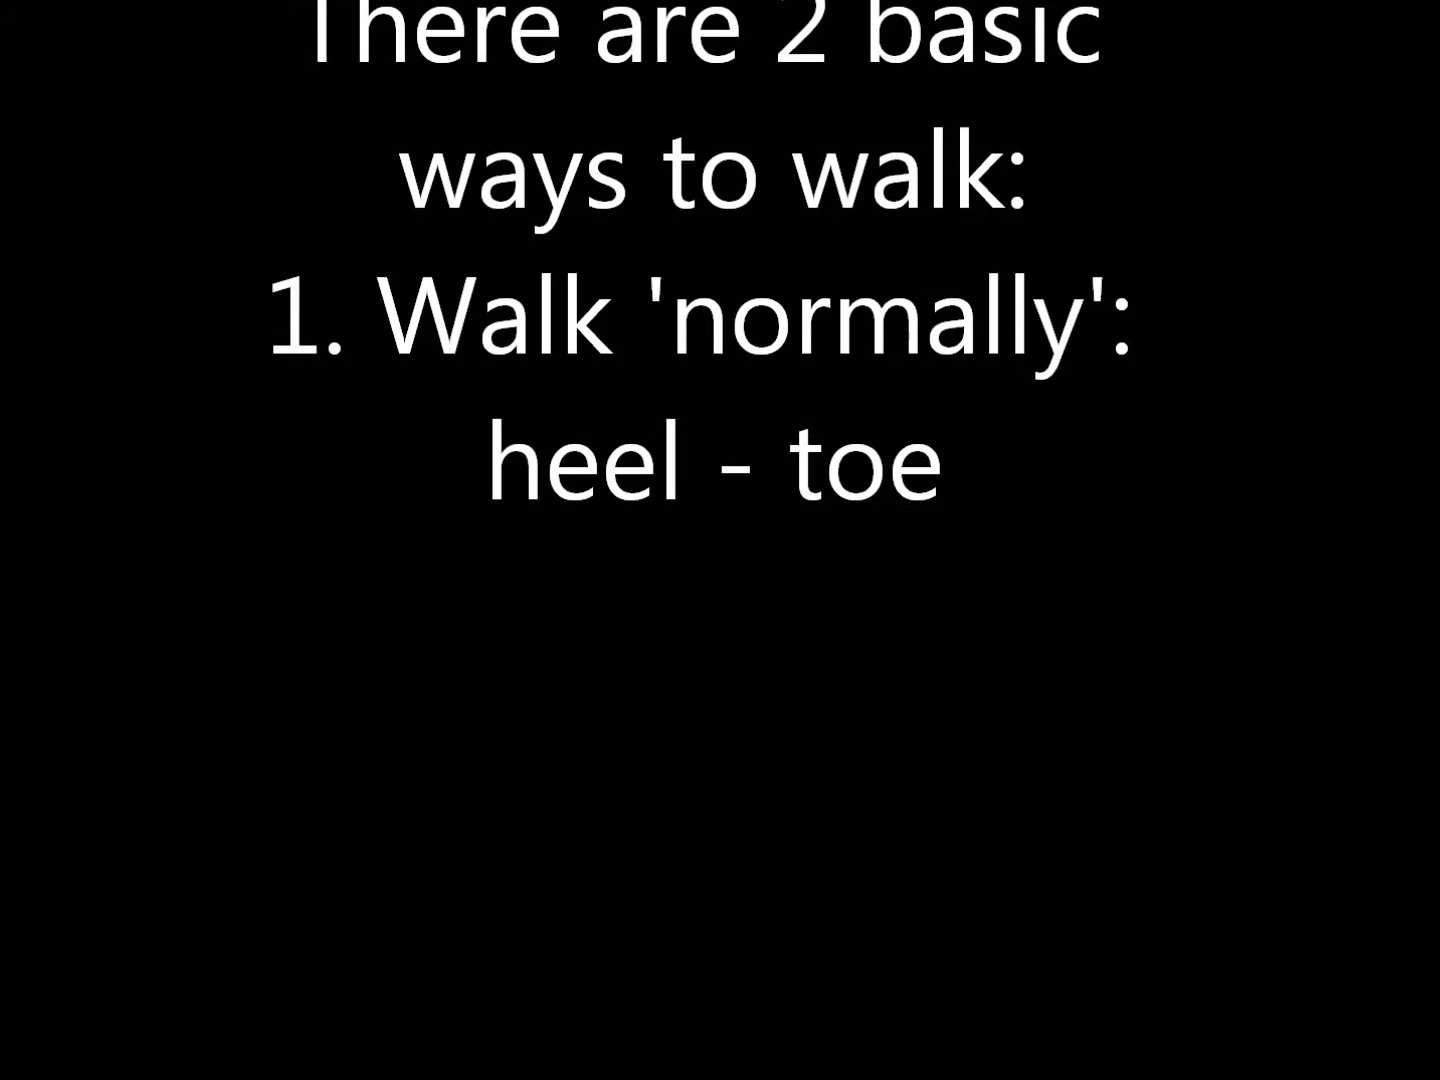 There are 2 basic
ways to walk:
1. Walk 'normally':
heel - toe